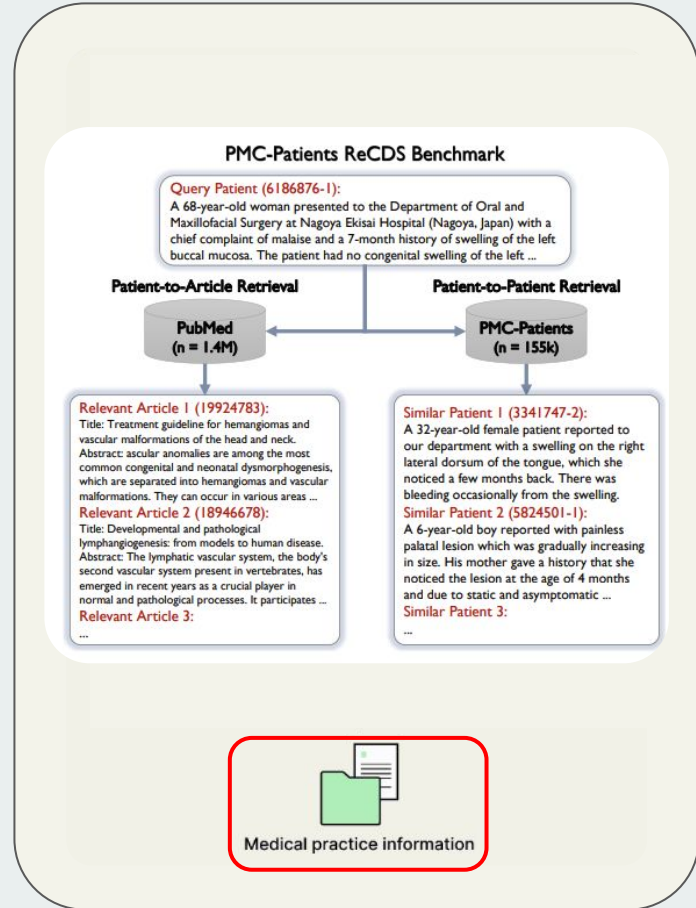 PMC-Patients ReCDS Benchmark
Query Patient (6186876-1):
A 68-year-old woman presented to the Department of Oral and
Maxillofacial Surgery at Nagoya Ekisai Hospital (Nagoya, Japan) with a
chief complaint of malaise and a 7-month history of swelling of the left
buccal mucosa. The patient had no congenital swelling of the left ...
Patient-to-Article Retrieval
PubMed
(n = 1.4M)
Relevant Article 1 (19924783):
Title: Treatment guideline for hemangiomas and
vascular malformations of the head and neck.
Abstract: ascular anomalies are among the most
common congenital and neonatal dysmorphogenesis,
which are separated into hemangiomas and vascular
malformations. They can occur in various areas ...
Relevant Article 2 (18946678):
Title: Developmental and pathological
lymphangiogenesis: from models to human disease.
Abstract: The lymphatic vascular system, the body's
second vascular system present in vertebrates, has
emerged in recent years as a crucial player in
normal and pathological processes. It participates ...
Relevant Article 3:
...
Patient-to-Patient Retrieval
PMC-Patients
(n = 155k)
Similar Patient 1 (3341747-2):
A 32-year-old female patient reported to
our department with a swelling on the right
lateral dorsum of the tongue, which she
noticed a few months back. There was
bleeding occasionally from the swelling.
Similar Patient 2 (5824501-1):
A 6-year-old boy reported with painless
palatal lesion which was gradually increasing
in size. His mother gave a history that she
noticed the lesion at the age of 4 months
and due to static and asymptomatic ...
Similar Patient 3:
...
Medical practice information